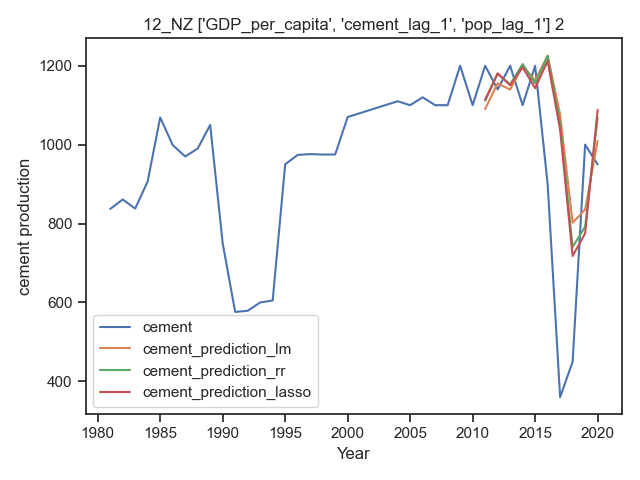 12_NZ ['GDP_per_capita', 'cement_lag_1', 'pop_lag_1'] 2
1200
1000
800
600
400
cement production
cement
cement_prediction_lm
cement_prediction_rr
cement_prediction_lasso
1980 1985 1990 1995 2000 2005 2010 2015 2020
Year